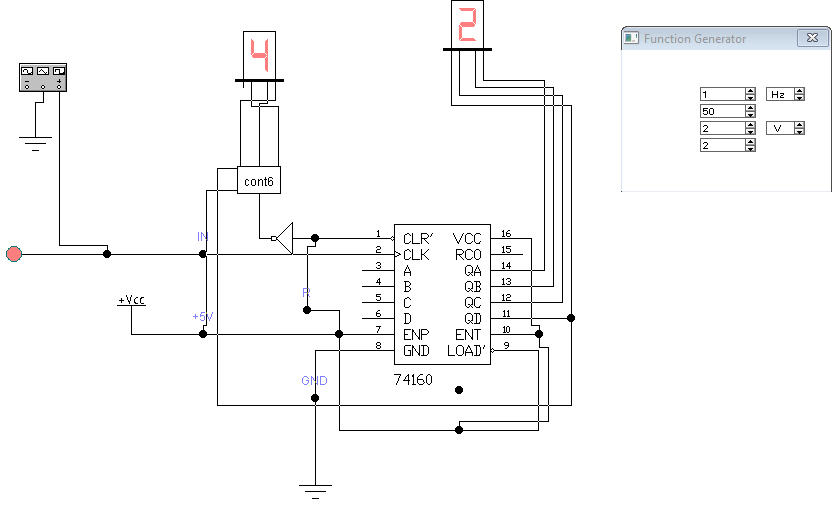 2
Function Generator
4
1 Hz
50
2 V
2
cont6
IN
1 CLR' VCC 16
2 CLK RCO 15
3 A QA 14
4 B QB 13
5 C QC 12
6 D QD 11
7 ENP ENT 10
8 GND LOAD' 9
R
+Vcc
+5V
74160
GND